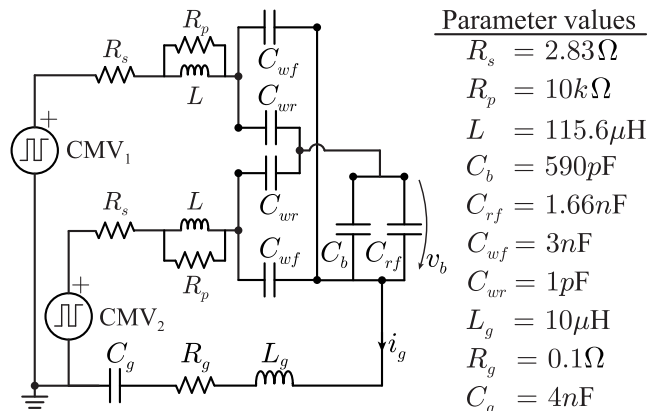 R_p
R_s
L
C_wf
C_wr
+
CMV_1
R_s
L
R_p
C_wr
C_wf
+
CMV_2
C_b
C_rf
v_b
C_g
R_g
L_g
i_g
Parameter values
R_s = 2.83Ω
R_p = 10kΩ
L = 115.6μH
C_b = 590pF
C_rf = 1.66nF
C_wf = 3nF
C_wr = 1pF
L_g = 10μH
R_g = 0.1Ω
C_g = 4nF